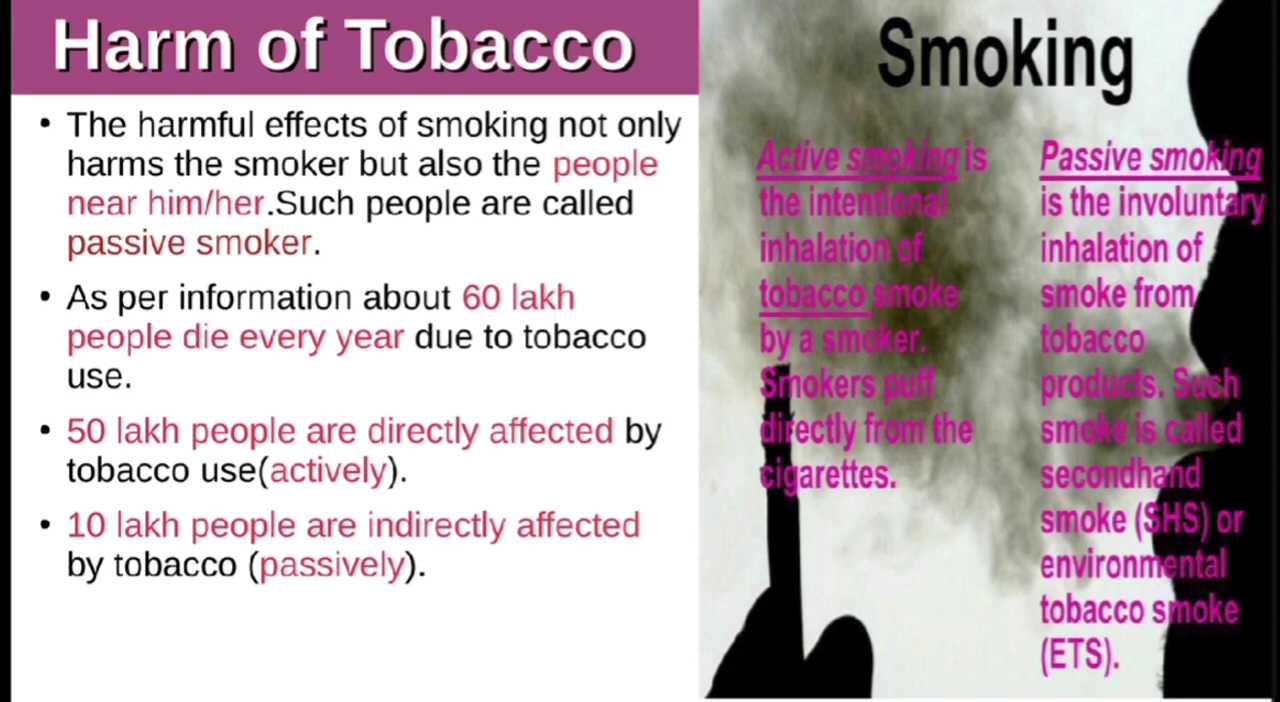 Harm of Tobacco
• The harmful effects of smoking not only
harms the smoker but also the people
near him/her.Such people are called
passive smoker.
• As per information about 60 lakh
people die every year due to tobacco
use.
• 50 lakh people are directly affected by
tobacco use(actively).
• 10 lakh people are indirectly affected
by tobacco (passively).
Smoking
Active smoking is
the intentional
inhalation of
tobacco smoke
by a smoker.
Smokers puff
directly from the
cigarettes.
Passive smoking
is the involuntary
inhalation of
smoke from
tobacco
products. Such
smoke is called
secondhand
smoke (SHS) or
environmental
tobacco smoke
(ETS).